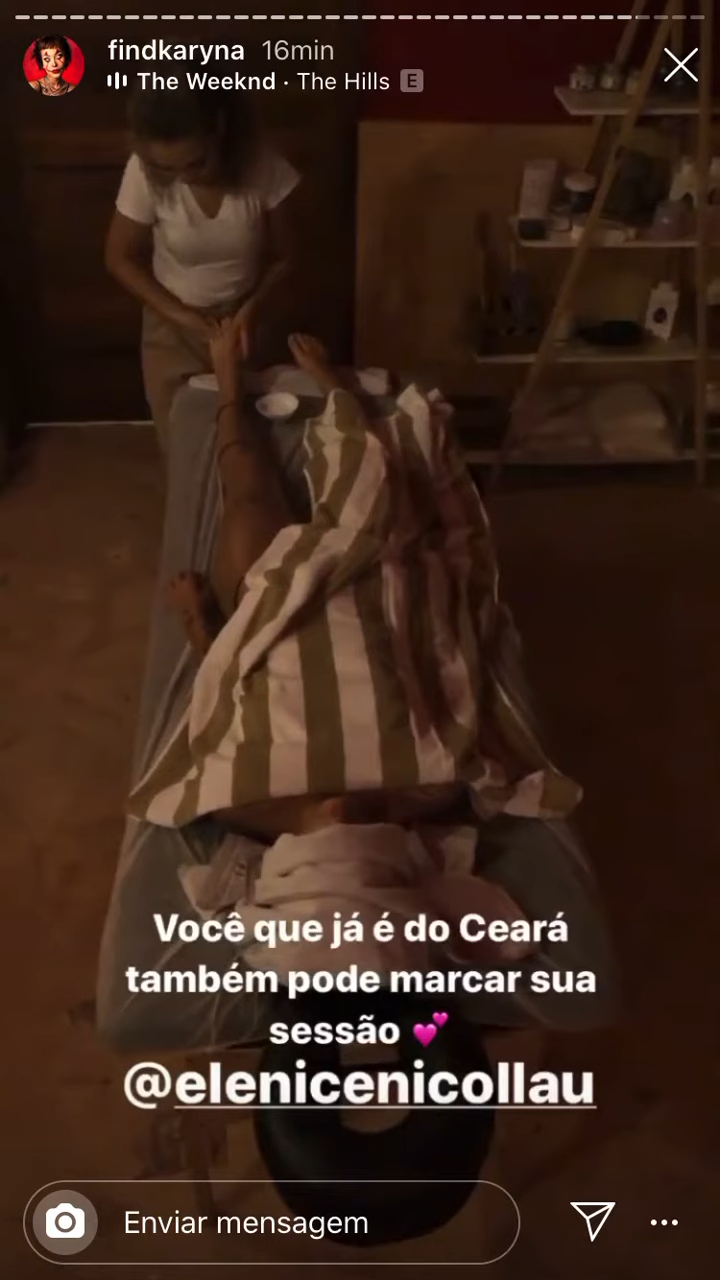 findkaryna 16min
The Weeknd · The Hills E
Você que já é do Ceará
também pode marcar sua
sessão 💕
@elenicenicollau
Enviar mensagem